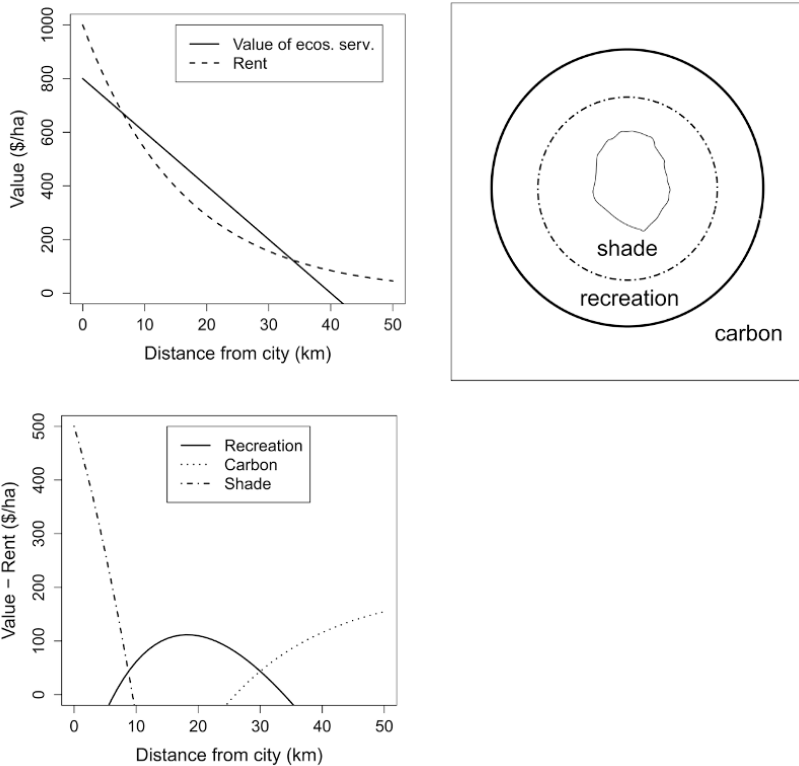 Value of ecos. serv.
Rent
Value ($/ha)
0
200
400
600
800
1000
0 10 20 30 40 50
Distance from city (km)
shade
recreation
carbon
Recreation
Carbon
Shade
Value − Rent ($/ha)
0
100
200
300
400
500
0 10 20 30 40 50
Distance from city (km)